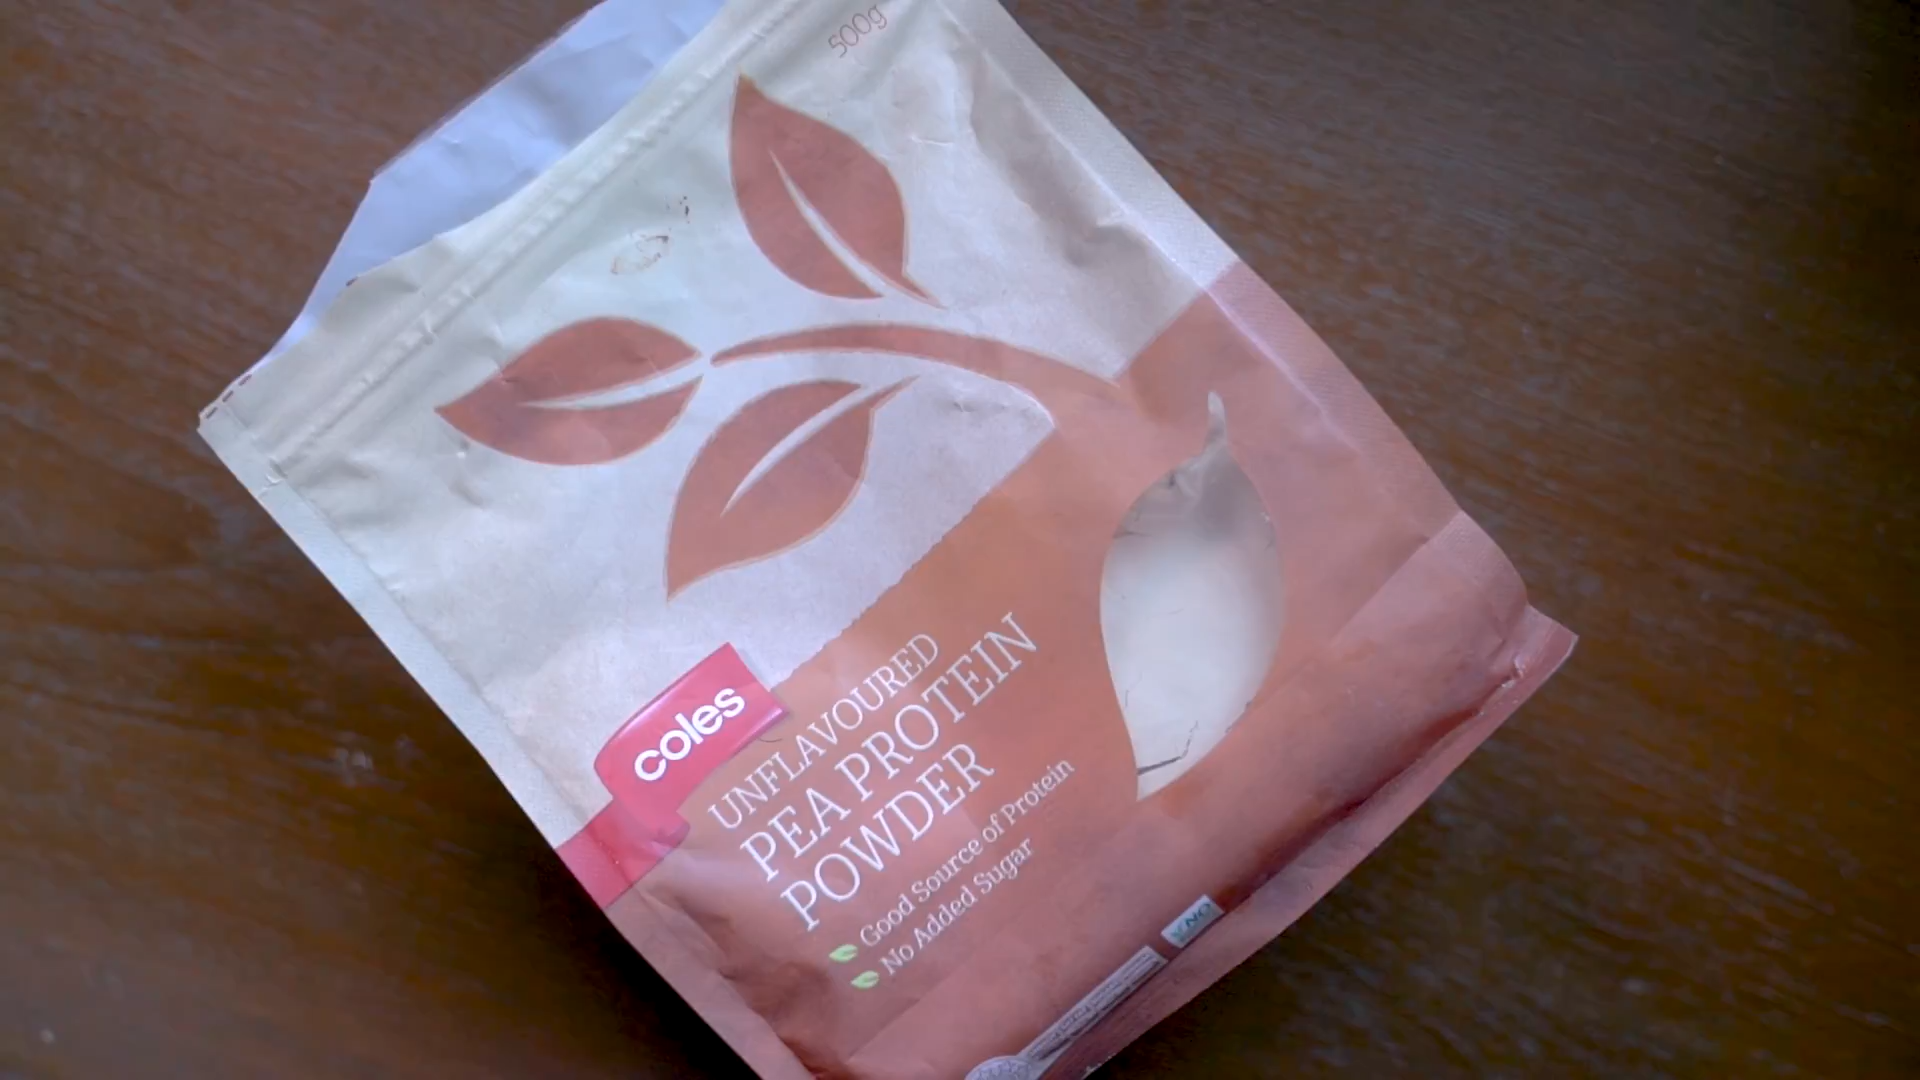 500g
coles
UNFLAVOURED
PEA PROTEIN
POWDER
Good Source of Protein
No Added Sugar